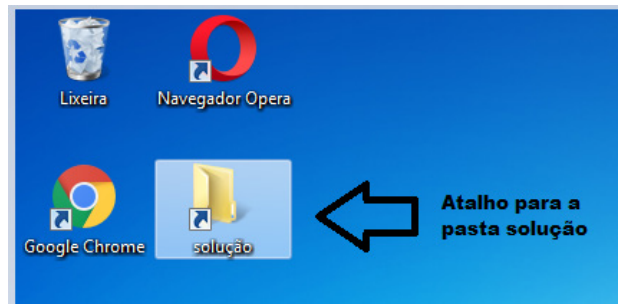 Lixeira
Navegador Opera
Google Chrome
solução
Atalho para a
pasta solução